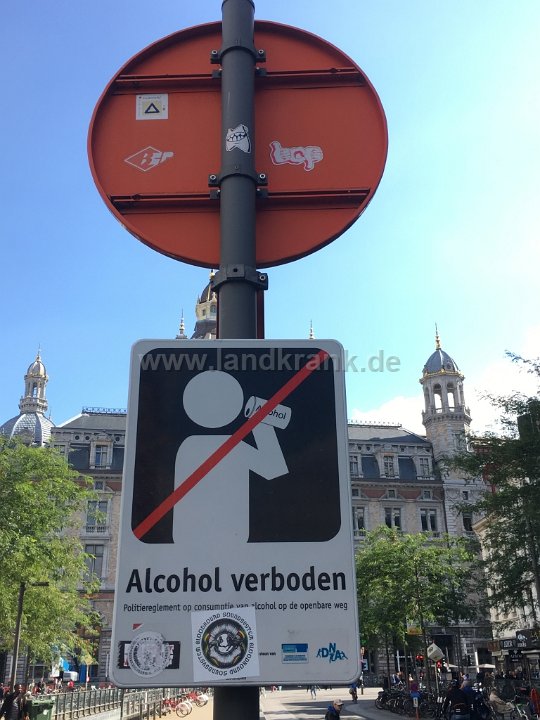 www.landkrank.de
Alcohol
Alcohol verboden
Politiereglement op consumptie van alcohol op de openbare weg